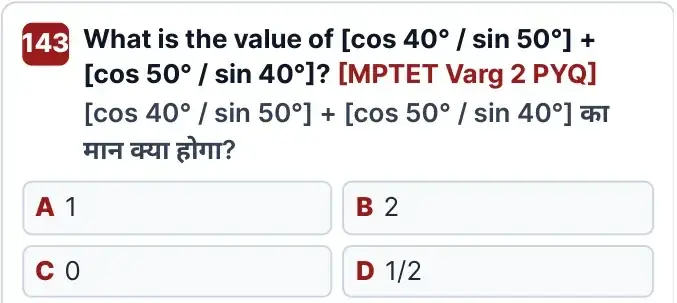 143 What is the value of [cos 40° / sin 50°] +
[cos 50° / sin 40°]? [MPTET Varg 2 PYQ]
[cos 40° / sin 50°] + [cos 50° / sin 40°] का
मान क्या होगा?
A 1
B 2
C 0
D 1/2